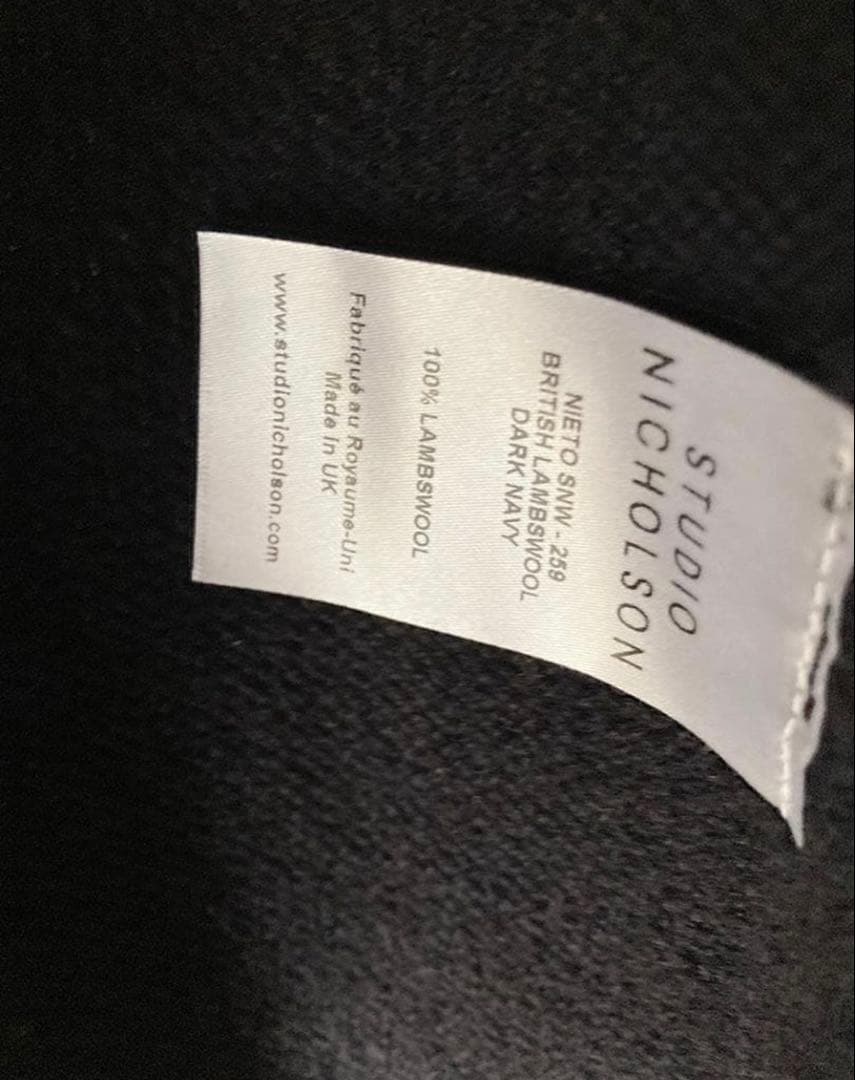 STUDIO
NICHOLSON
NIETO SNW - 259
BRITISH LAMBSWOOL
DARK NAVY
100% LAMBSWOOL
Fabriqué au Royaume-Uni
Made in UK
www.studionicholson.com